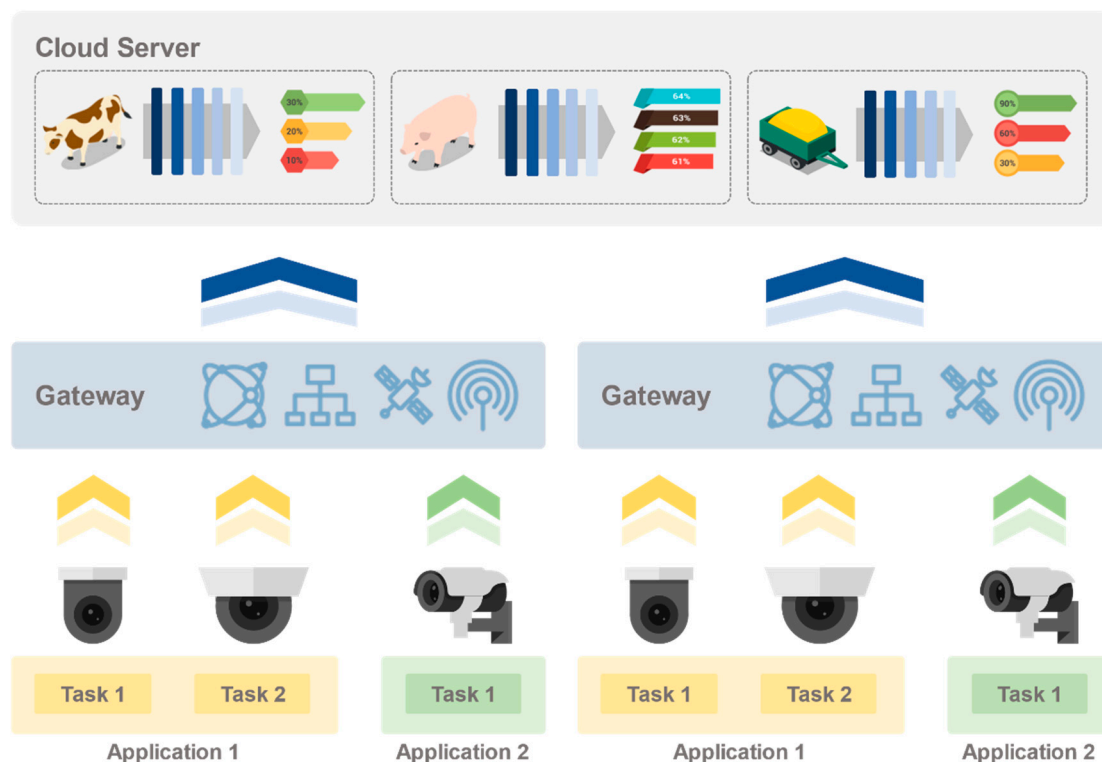 Cloud Server
30%
20%
10%
64%
63%
62%
61%
90%
60%
30%
Gateway
Gateway
Task 1
Task 2
Task 1
Task 1
Task 2
Task 1
Application 1
Application 2
Application 1
Application 2